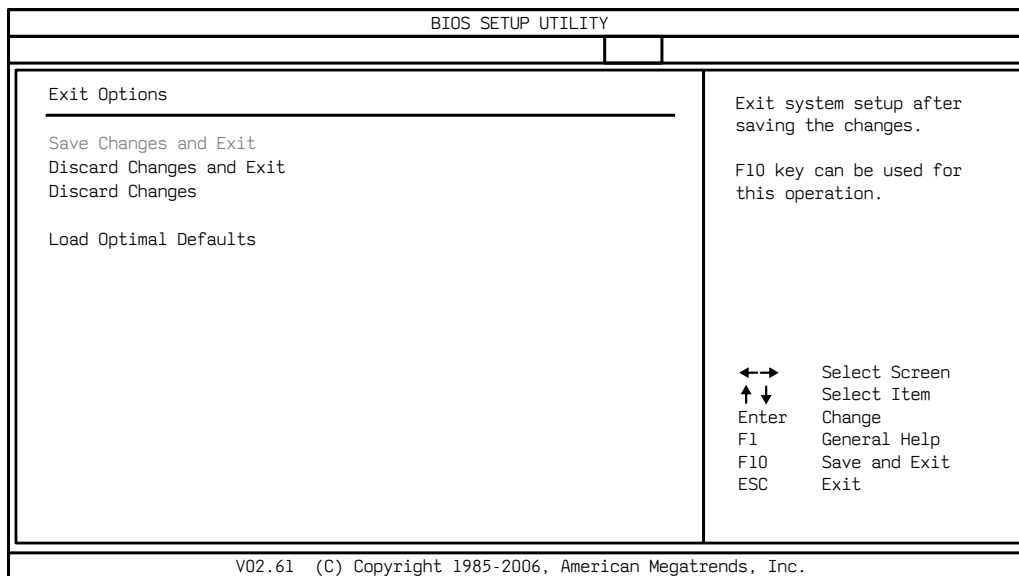 BIOS SETUP UTILITY
Exit Options
Save Changes and Exit
Discard Changes and Exit
Discard Changes
Load Optimal Defaults
Exit system setup after
saving the changes.
F10 key can be used for
this operation.
←→ Select Screen
↑↓ Select Item
Enter Change
F1 General Help
F10 Save and Exit
ESC Exit
V02.61 (C) Copyright 1985-2006, American Megatrends, Inc.